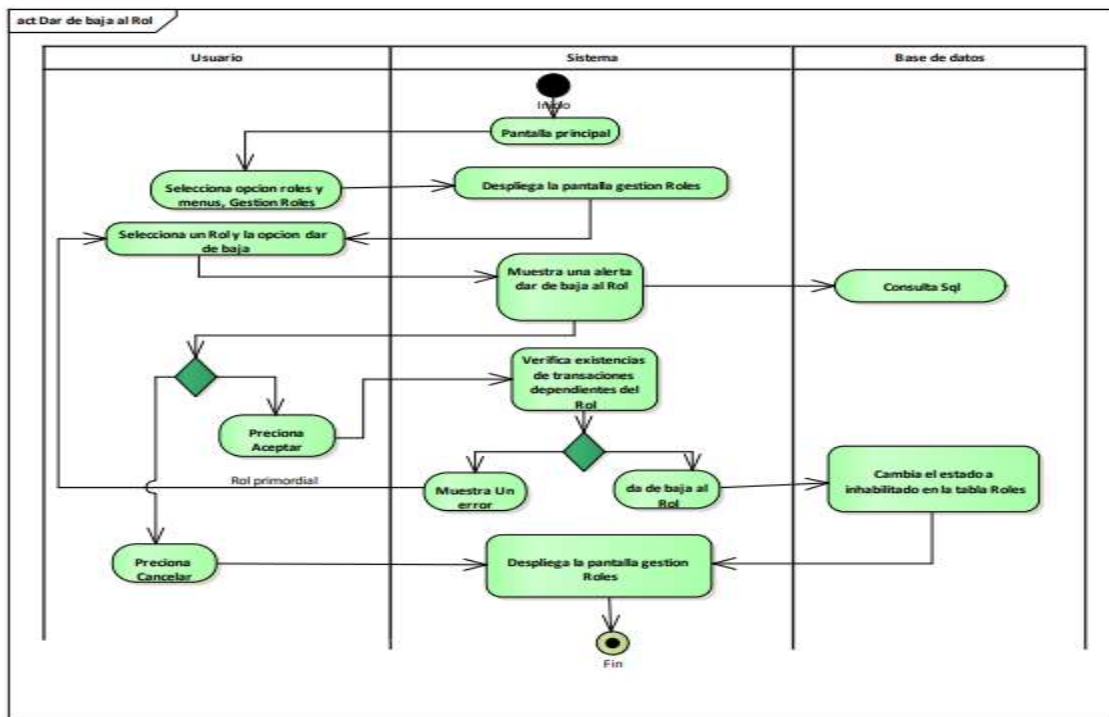 act Dar de baja al Rol
Usuario
Sistema
Base de datos
Inicio
Pantalla principal
Selecciona opcion roles y
menus, Gestion Roles
Despliega la pantalla gestion Roles
Selecciona un Rol y la opcion dar
de baja
Muestra una alerta
dar de baja al Rol
Consulta Sql
Verifica existencias
de transaciones
dependientes del
Rol
Preciona
Aceptar
Rol primordial
Muestra Un
error
da de baja al
Rol
Cambia el estado a
inhabilitado en la tabla Roles
Preciona
Cancelar
Despliega la pantalla gestion
Roles
Fin